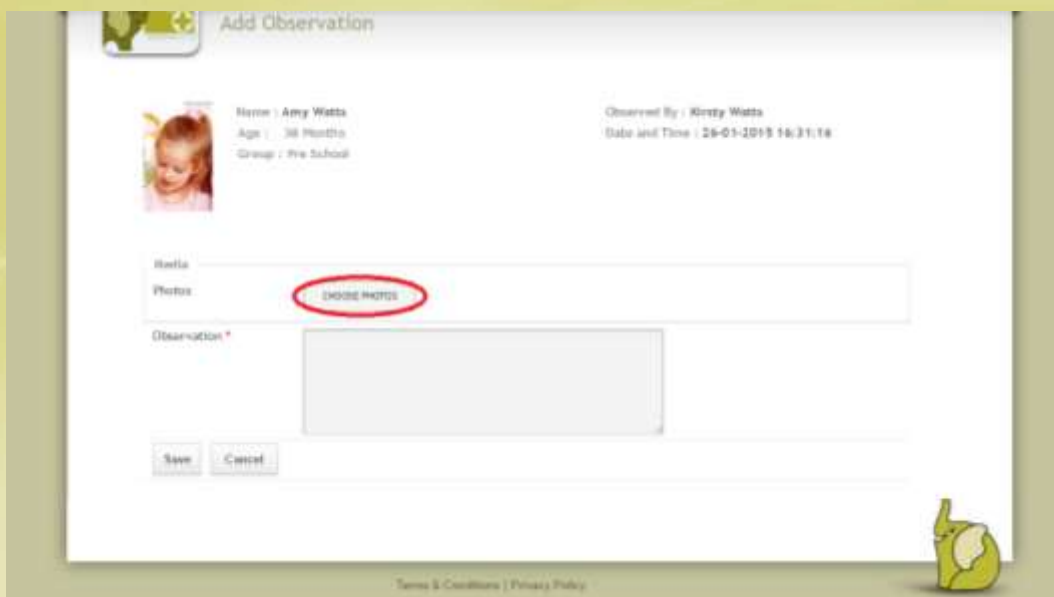 Add Observation
Name : Amy Watts
Age : 38 Months
Group : Pre School
Observed By : Kirsty Watts
Date and Time : 26-01-2015 16:31:16
Media
Photos
CHOOSE PHOTOS
Observation *
Save
Cancel
Terms & Conditions | Privacy Policy